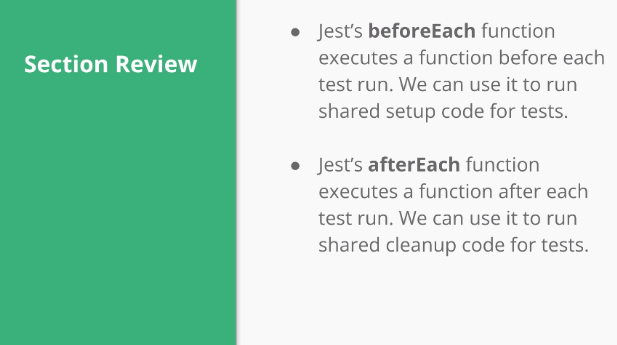 Section Review
● Jest’s beforeEach function
executes a function before each
test run. We can use it to run
shared setup code for tests.
● Jest’s afterEach function
executes a function after each
test run. We can use it to run
shared cleanup code for tests.